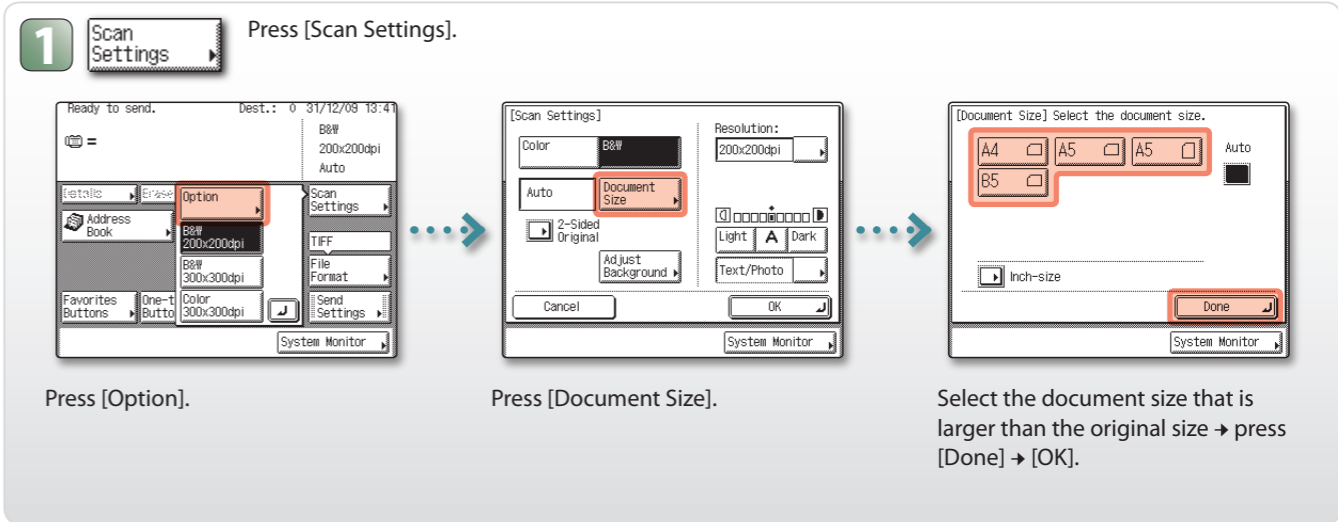 1
Scan
Settings
Press [Scan Settings].
Ready to send. Dest.: 0 31/12/09 13:41
B&W
200x200dpi
Auto
Details
Erase
Option
Scan
Settings
Address
Book
B&W
200x200dpi
TIFF
B&W
300x300dpi
File
Format
Favorites
Buttons
One-t
Butto
Color
300x300dpi
Send
Settings
System Monitor
Press [Option].
[Scan Settings]
Color
B&W
Resolution:
200x200dpi
Auto
Document
Size
2-Sided
Original
Light
A
Dark
Adjust
Background
Text/Photo
Cancel
OK
System Monitor
Press [Document Size].
[Document Size] Select the document size.
A4
A5
A5
Auto
B5
Inch-size
Done
System Monitor
Select the document size that is
larger than the original size → press
[Done] → [OK].